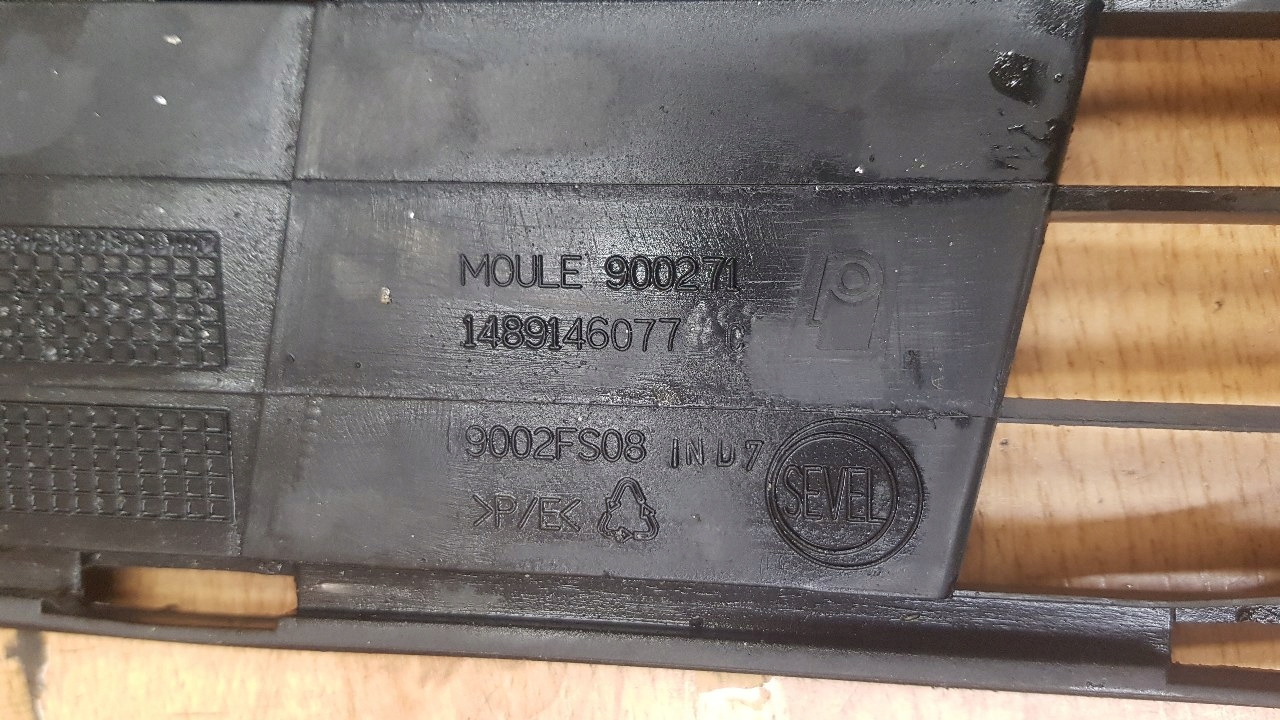 MOULE 900271
1489146077
9002FS08 IND7
>P/E<
SEVEL